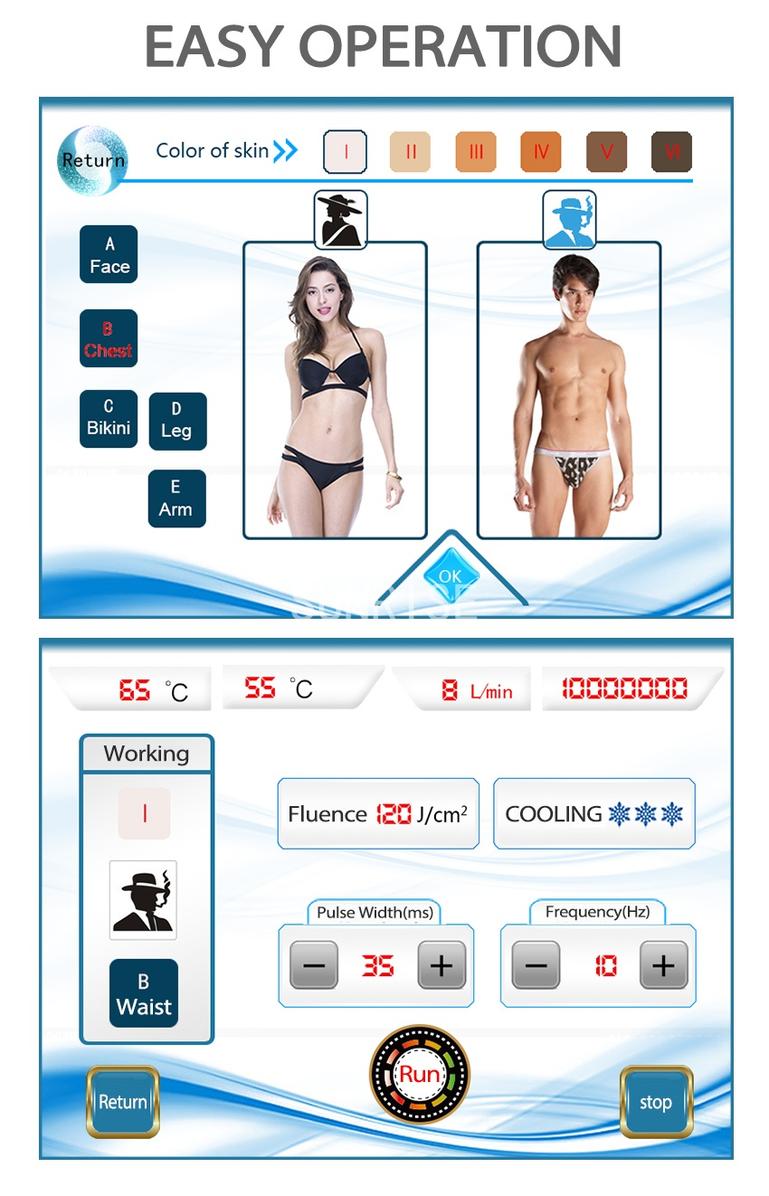 EASY OPERATION
Return
Color of skin
I
II
III
IV
V
VI
A
Face
B
Chest
C
Bikini
D
Leg
E
Arm
OK
65 °C
55 °C
8 L/min
10000000
Working
I
B
Waist
Fluence 120 J/cm²
COOLING
Pulse Width(ms)
− 35 +
Frequency(Hz)
− 10 +
Run
Return
stop